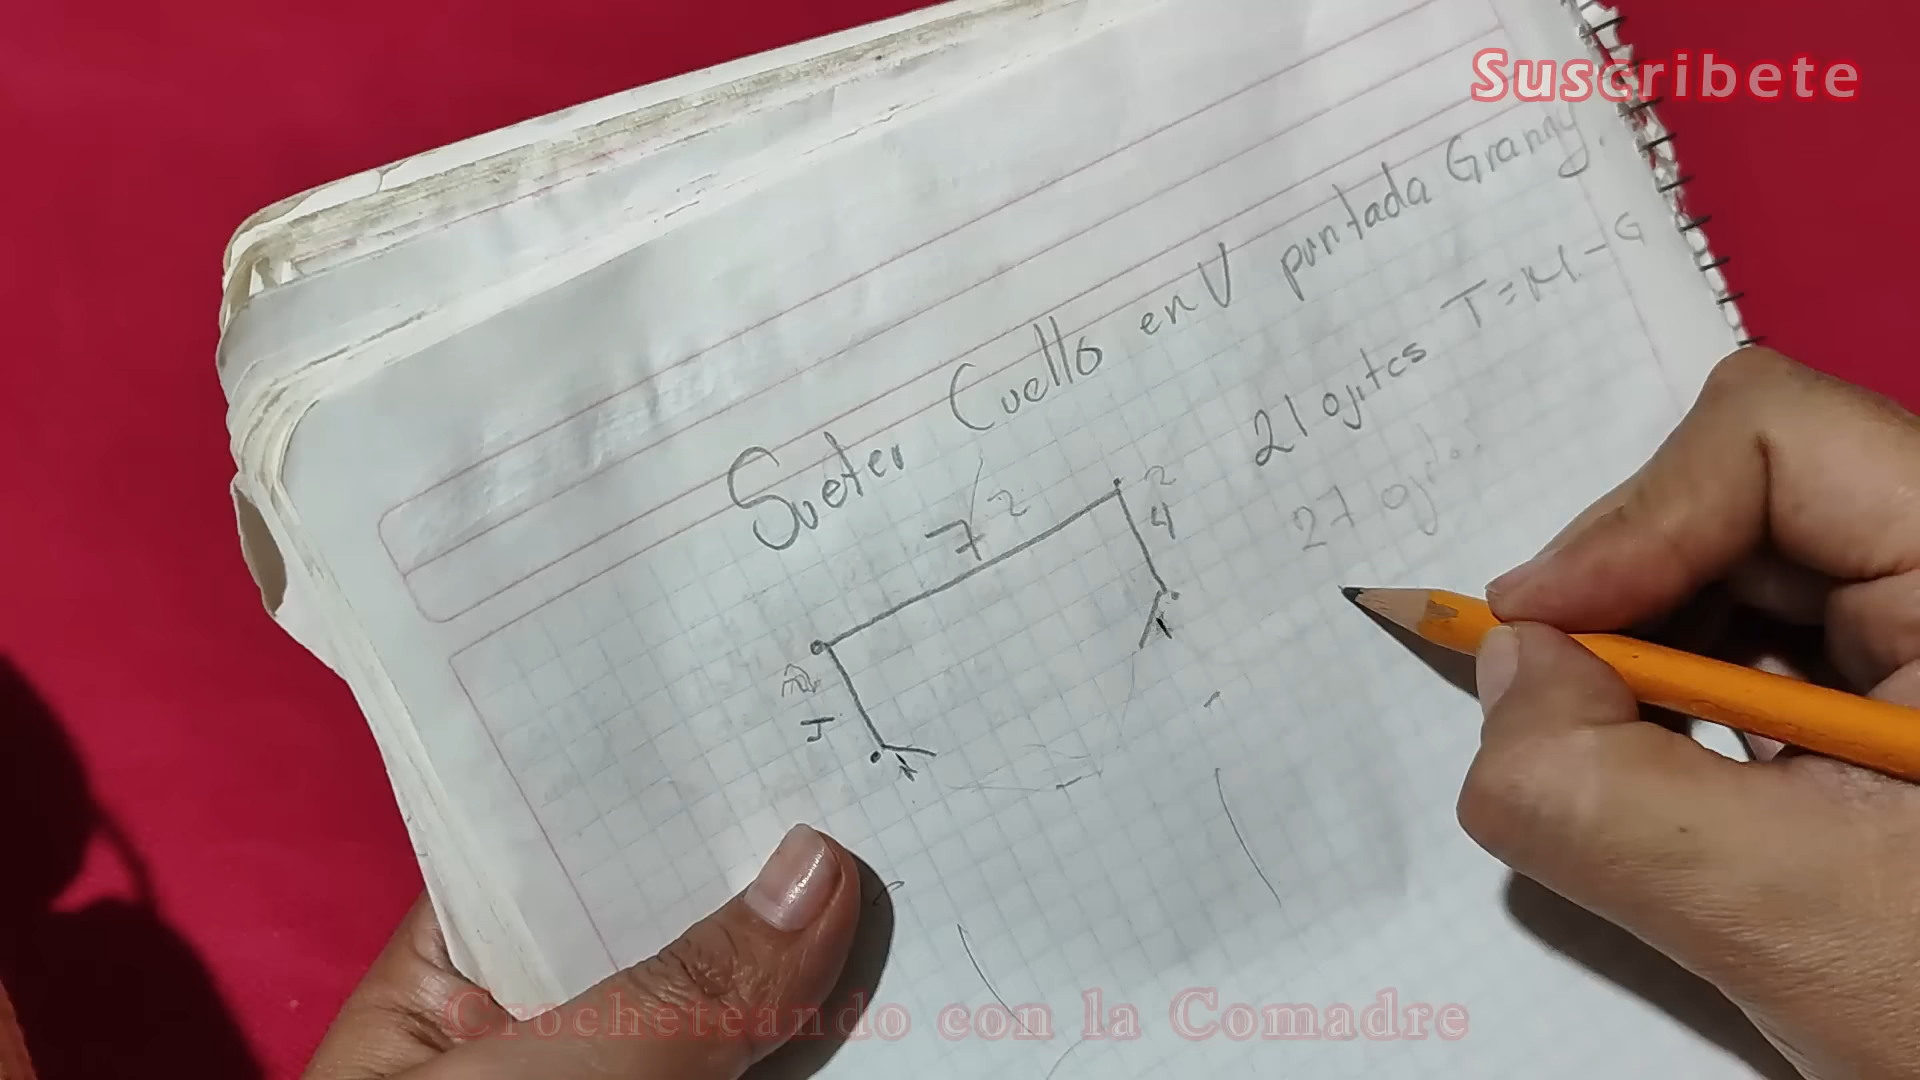 Suscribete
Sueter Cuello en V puntada Granny.
21 ojitos T=M-G
27 ojitos
7 2
2
4
Crocheteando con la Comadre